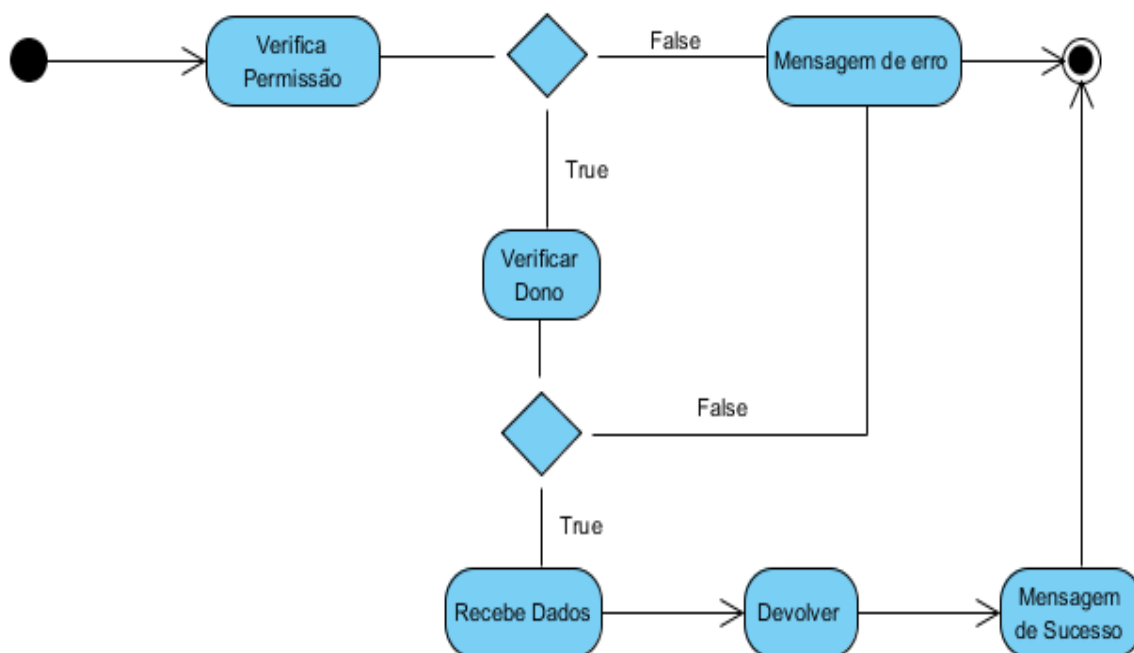 Verifica
Permissão
False
Mensagem de erro
True
Verificar
Dono
False
True
Recebe Dados
Devolver
Mensagem
de Sucesso